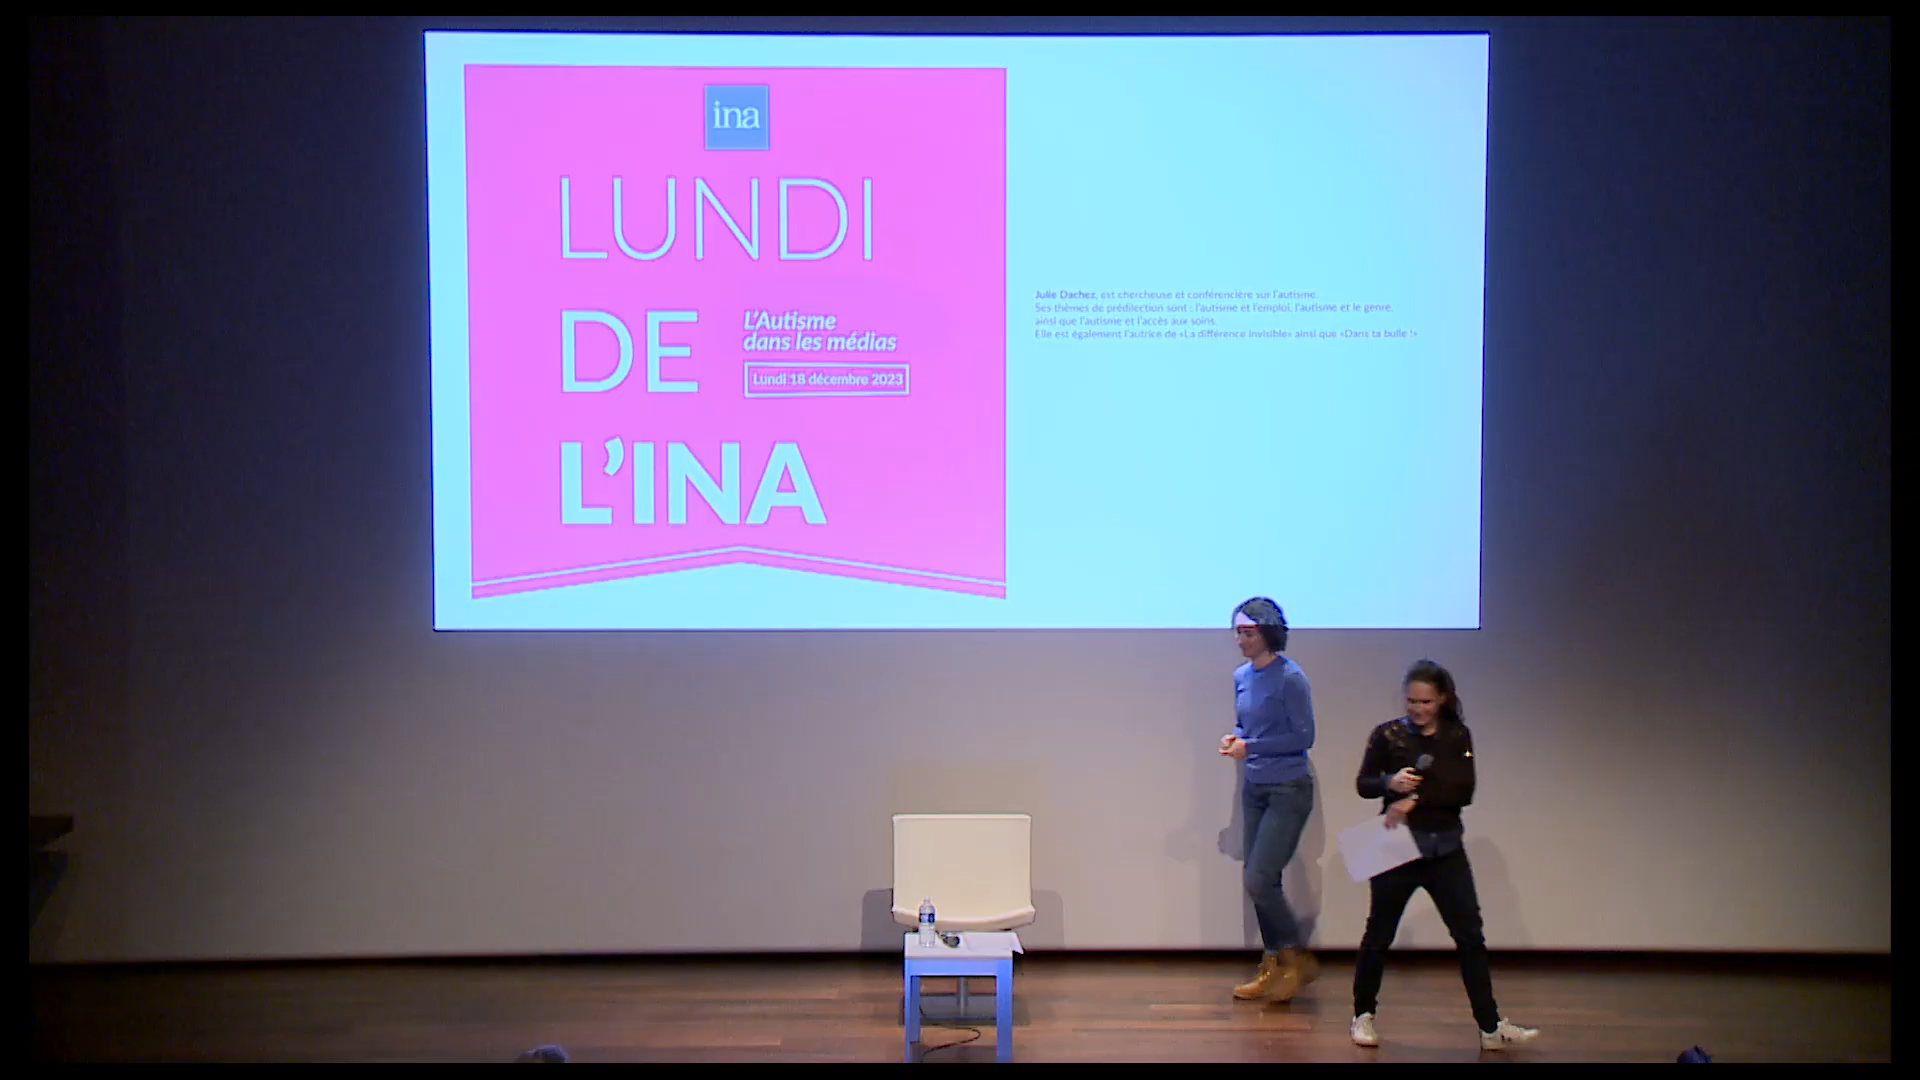 ina
LUNDI
DE
L'Autisme
dans les médias
Lundi 18 décembre 2023
L'INA
Julie Dachez, est chercheuse et conférencière sur l'autisme.
Ses thèmes de prédilection sont : l'autisme et l'emploi, l'autisme et le genre,
ainsi que l'autisme et l'accès aux soins.
Elle est également l'autrice de «La différence invisible» ainsi que «Dans ta bulle !»